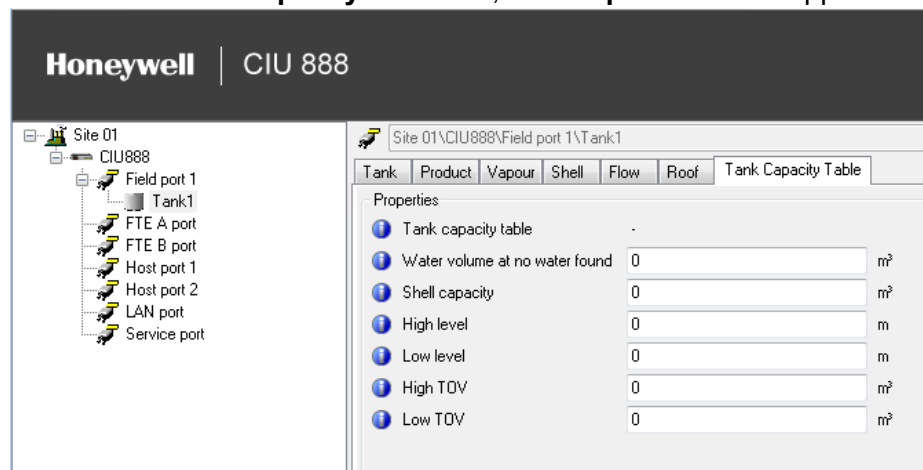 Honeywell | CIU 888
Site 01
CIU888
Field port 1
Tank1
FTE A port
FTE B port
Host port 1
Host port 2
LAN port
Service port
Site 01\CIU888\Field port 1\Tank1
Tank Product Vapour Shell Flow Roof Tank Capacity Table
Properties
Tank capacity table -
Water volume at no water found 0 m³
Shell capacity 0 m³
High level 0 m
Low level 0 m
High TOV 0 m³
Low TOV 0 m³